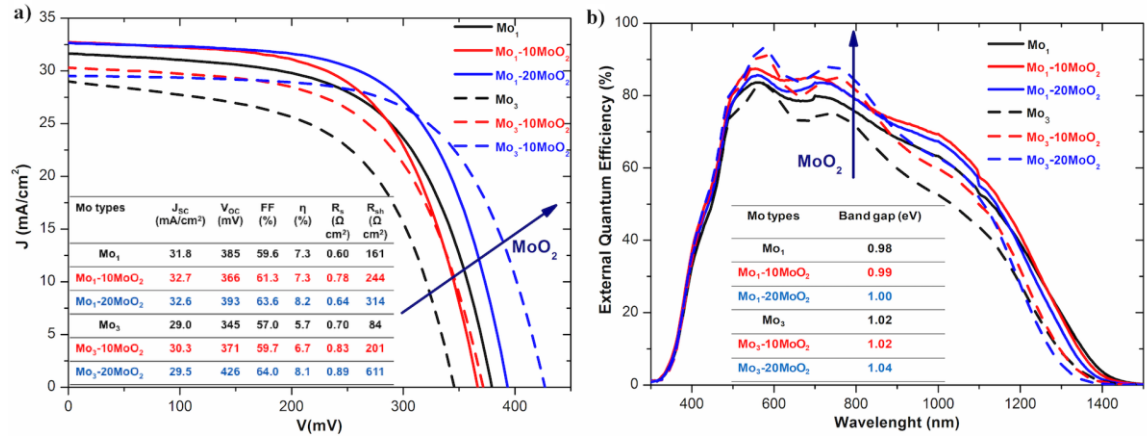 a)
J (mA/cm²)
35
30
25
20
15
10
5
0
Mo₁
Mo₁-10MoO₂
Mo₁-20MoO₂
Mo₃
Mo₃-10MoO₂
Mo₃-10MoO₂
Mo types J_SC (mA/cm²) V_OC (mV) FF (%) η (%) R_s (Ω cm²) R_sh (Ω cm²)
Mo₁ 31.8 385 59.6 7.3 0.60 161
Mo₁-10MoO₂ 32.7 366 61.3 7.3 0.78 244
Mo₁-20MoO₂ 32.6 393 63.6 8.2 0.64 314
Mo₃ 29.0 345 57.0 5.7 0.70 84
Mo₃-10MoO₂ 30.3 371 59.7 6.7 0.83 201
Mo₃-20MoO₂ 29.5 426 64.0 8.1 0.89 611
MoO₂
0 100 200 300 400
V(mV)
b)
External Quantum Efficiency (%)
100
80
60
40
20
0
Mo₁
Mo₁-10MoO₂
Mo₁-20MoO₂
Mo₃
Mo₃-10MoO₂
Mo₃-20MoO₂
MoO₂
Mo types Band gap (eV)
Mo₁ 0.98
Mo₁-10MoO₂ 0.99
Mo₁-20MoO₂ 1.00
Mo₃ 1.02
Mo₃-10MoO₂ 1.02
Mo₃-20MoO₂ 1.04
400 600 800 1000 1200 1400
Wavelenght (nm)